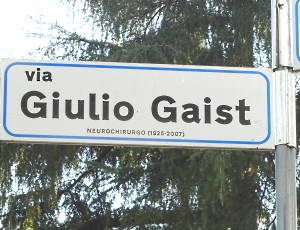 via
Giulio Gaist
NEUROCHIRURGO (1925-2007)